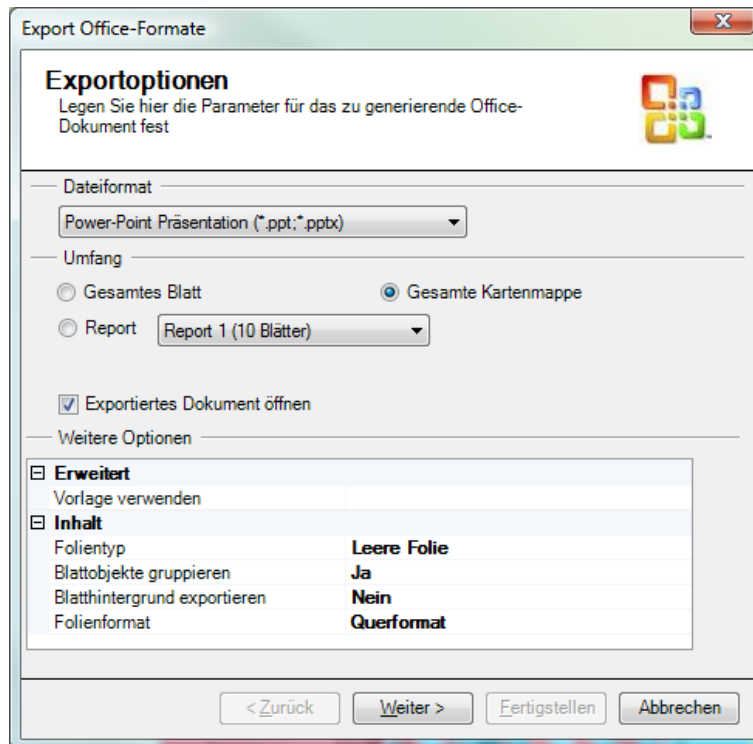 Export Office-Formate
Exportoptionen
Legen Sie hier die Parameter für das zu generierende Office-
Dokument fest
Dateiformat
Power-Point Präsentation (*.ppt;*.pptx)
Umfang
Gesamtes Blatt
Gesamte Kartenmappe
Report
Report 1 (10 Blätter)
Exportiertes Dokument öffnen
Weitere Optionen
Erweitert
Vorlage verwenden
Inhalt
Folientyp Leere Folie
Blattobjekte gruppieren Ja
Blatthintergrund exportieren Nein
Folienformat Querformat
< Zurück Weiter > Fertigstellen Abbrechen